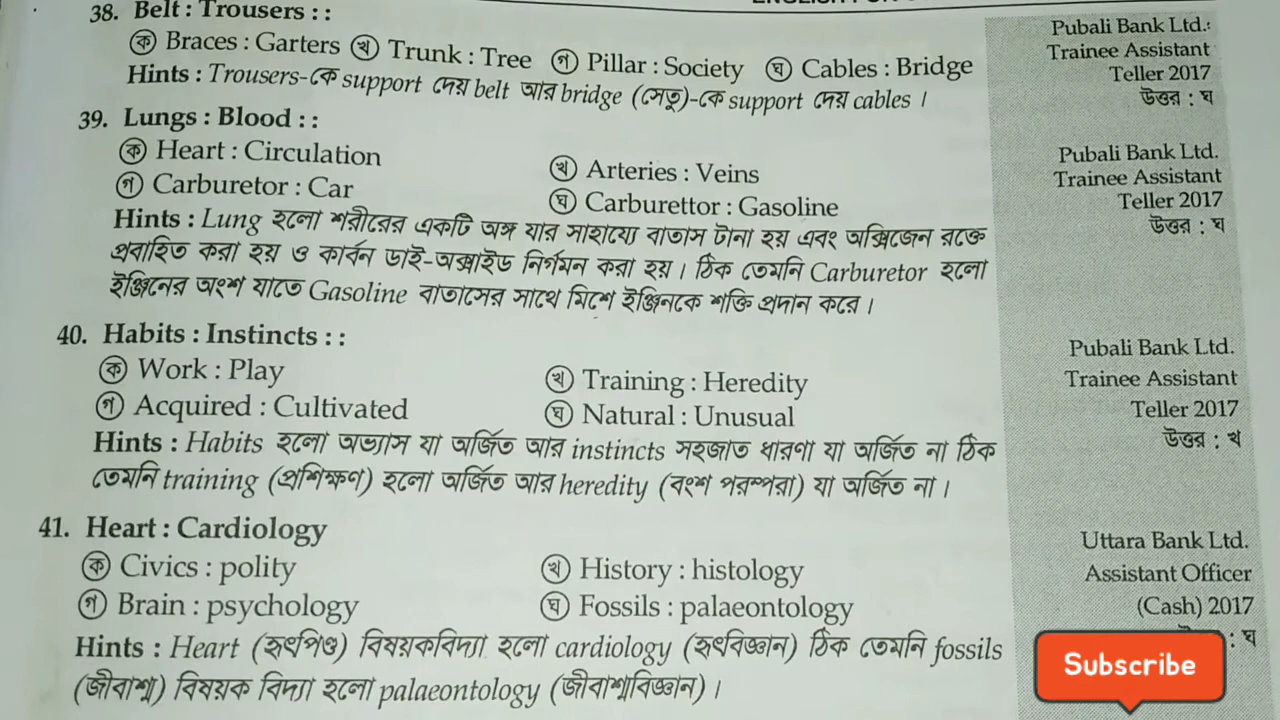 38. Belt : Trousers : :
ক Braces : Garters খ Trunk : Tree গ Pillar : Society ঘ Cables : Bridge
Hints : Trousers-কে support দেয় belt আর bridge (সেতু)-কে support দেয় cables ।
Pubali Bank Ltd.:
Trainee Assistant
Teller 2017
উত্তর : ঘ
39. Lungs : Blood : :
ক Heart : Circulation খ Arteries : Veins
গ Carburetor : Car ঘ Carburettor : Gasoline
Hints : Lung হলো শরীরের একটি অঙ্গ যার সাহায্যে বাতাস টানা হয় এবং অক্সিজেন রক্তে
প্রবাহিত করা হয় ও কার্বন ডাই-অক্সাইড নির্গমন করা হয়। ঠিক তেমনি Carburetor হলো
ইঞ্জিনের অংশ যাতে Gasoline বাতাসের সাথে মিশে ইঞ্জিনকে শক্তি প্রদান করে।
Pubali Bank Ltd.
Trainee Assistant
Teller 2017
উত্তর : ঘ
40. Habits : Instincts : :
ক Work : Play খ Training : Heredity
গ Acquired : Cultivated ঘ Natural : Unusual
Hints : Habits হলো অভ্যাস যা অর্জিত আর instincts সহজাত ধারণা যা অর্জিত না ঠিক
তেমনি training (প্রশিক্ষণ) হলো অর্জিত আর heredity (বংশ পরম্পরা) যা অর্জিত না।
Pubali Bank Ltd.
Trainee Assistant
Teller 2017
উত্তর : খ
41. Heart : Cardiology
ক Civics : polity খ History : histology
গ Brain : psychology ঘ Fossils : palaeontology
Hints : Heart (হৃৎপিণ্ড) বিষয়কবিদ্যা হলো cardiology (হৃৎবিজ্ঞান) ঠিক তেমনি fossils
(জীবাশ্ম) বিষয়ক বিদ্যা হলো palaeontology (জীবাশ্মবিজ্ঞান) ।
Uttara Bank Ltd.
Assistant Officer
(Cash) 2017
: ঘ
Subscribe